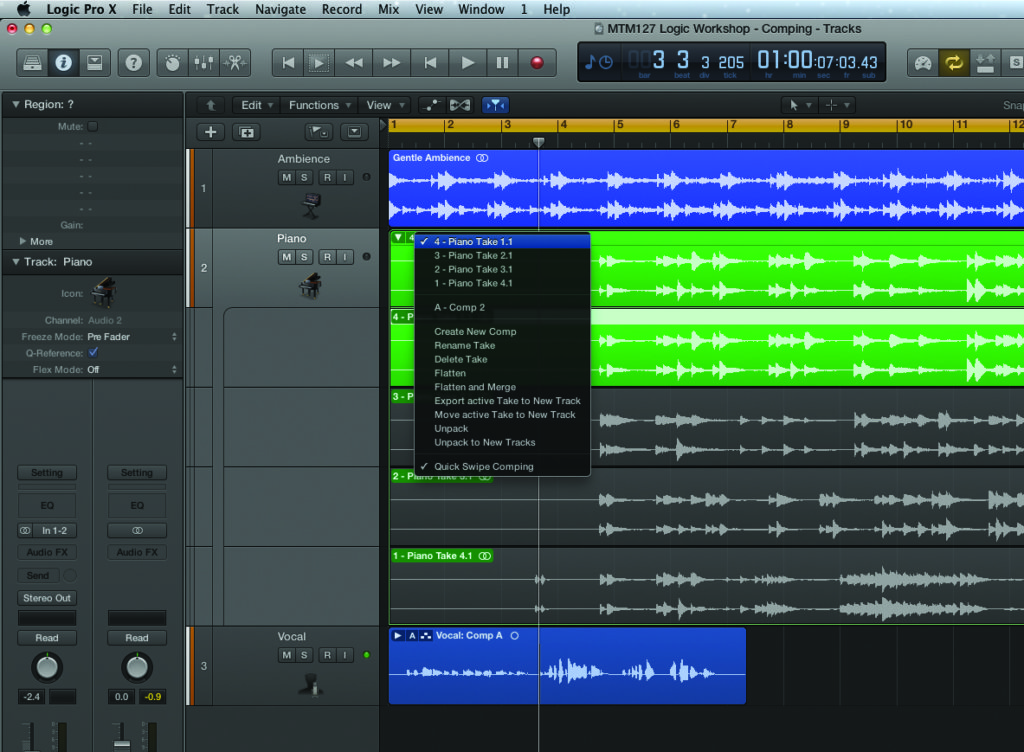 Logic Pro X File Edit Track Navigate Record Mix View Window 1 Help
MTM127 Logic Workshop - Comping - Tracks
3 3 3 205 01:00:07:03.43
bar beat div tick hr min sec fr sub
Region: ?
Mute:
Gain:
More
Track: Piano
Icon:
Channel: Audio 2
Freeze Mode: Pre Fader
Q-Reference:
Flex Mode: Off
Setting Setting
EQ EQ
In 1-2
Audio FX Audio FX
Send
Stereo Out
Read Read
-2.4 0.0 -0.9
Edit Functions View
1 2 3 4 5 6 7 8 9 10 11 12
1
Ambience
M S R I
Gentle Ambience
2
Piano
M S R I
4
4 - Piano Take 1.1
3 - Piano Take 2.1
2 - Piano Take 3.1
1 - Piano Take 4.1
A - Comp 2
Create New Comp
Rename Take
Delete Take
Flatten
Flatten and Merge
Export active Take to New Track
Move active Take to New Track
Unpack
Unpack to New Tracks
Quick Swipe Comping
4 - P
3 - P
2 - Piano Take 3.1
1 - Piano Take 4.1
3
Vocal
M S R I
A Vocal: Comp A